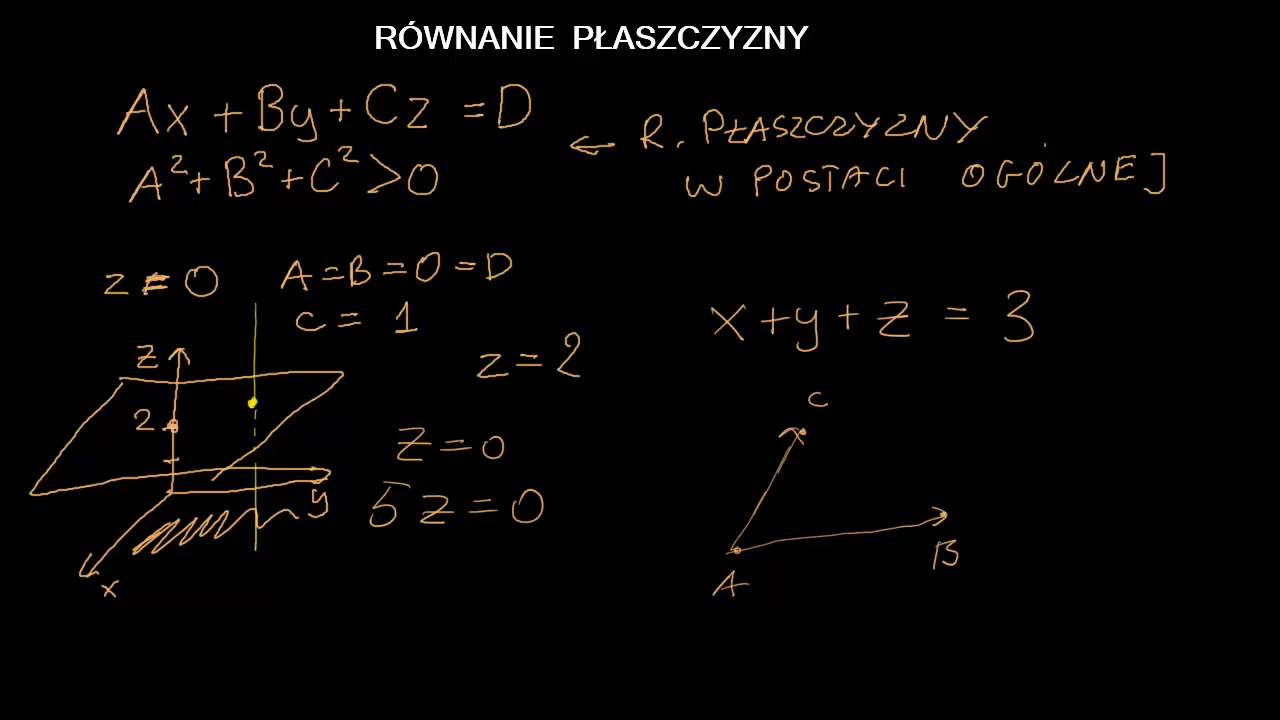 RÓWNANIE PŁASZCZYZNY
Ax + By + Cz = D
A² + B² + C² > 0
← R. PŁASZCZYZNY
W POSTACI OGÓLNEJ
z = 0
A = B = 0 = D
C = 1
z = 2
z = 0
5z = 0
z
2
y
x
x + y + z = 3
C
A
B